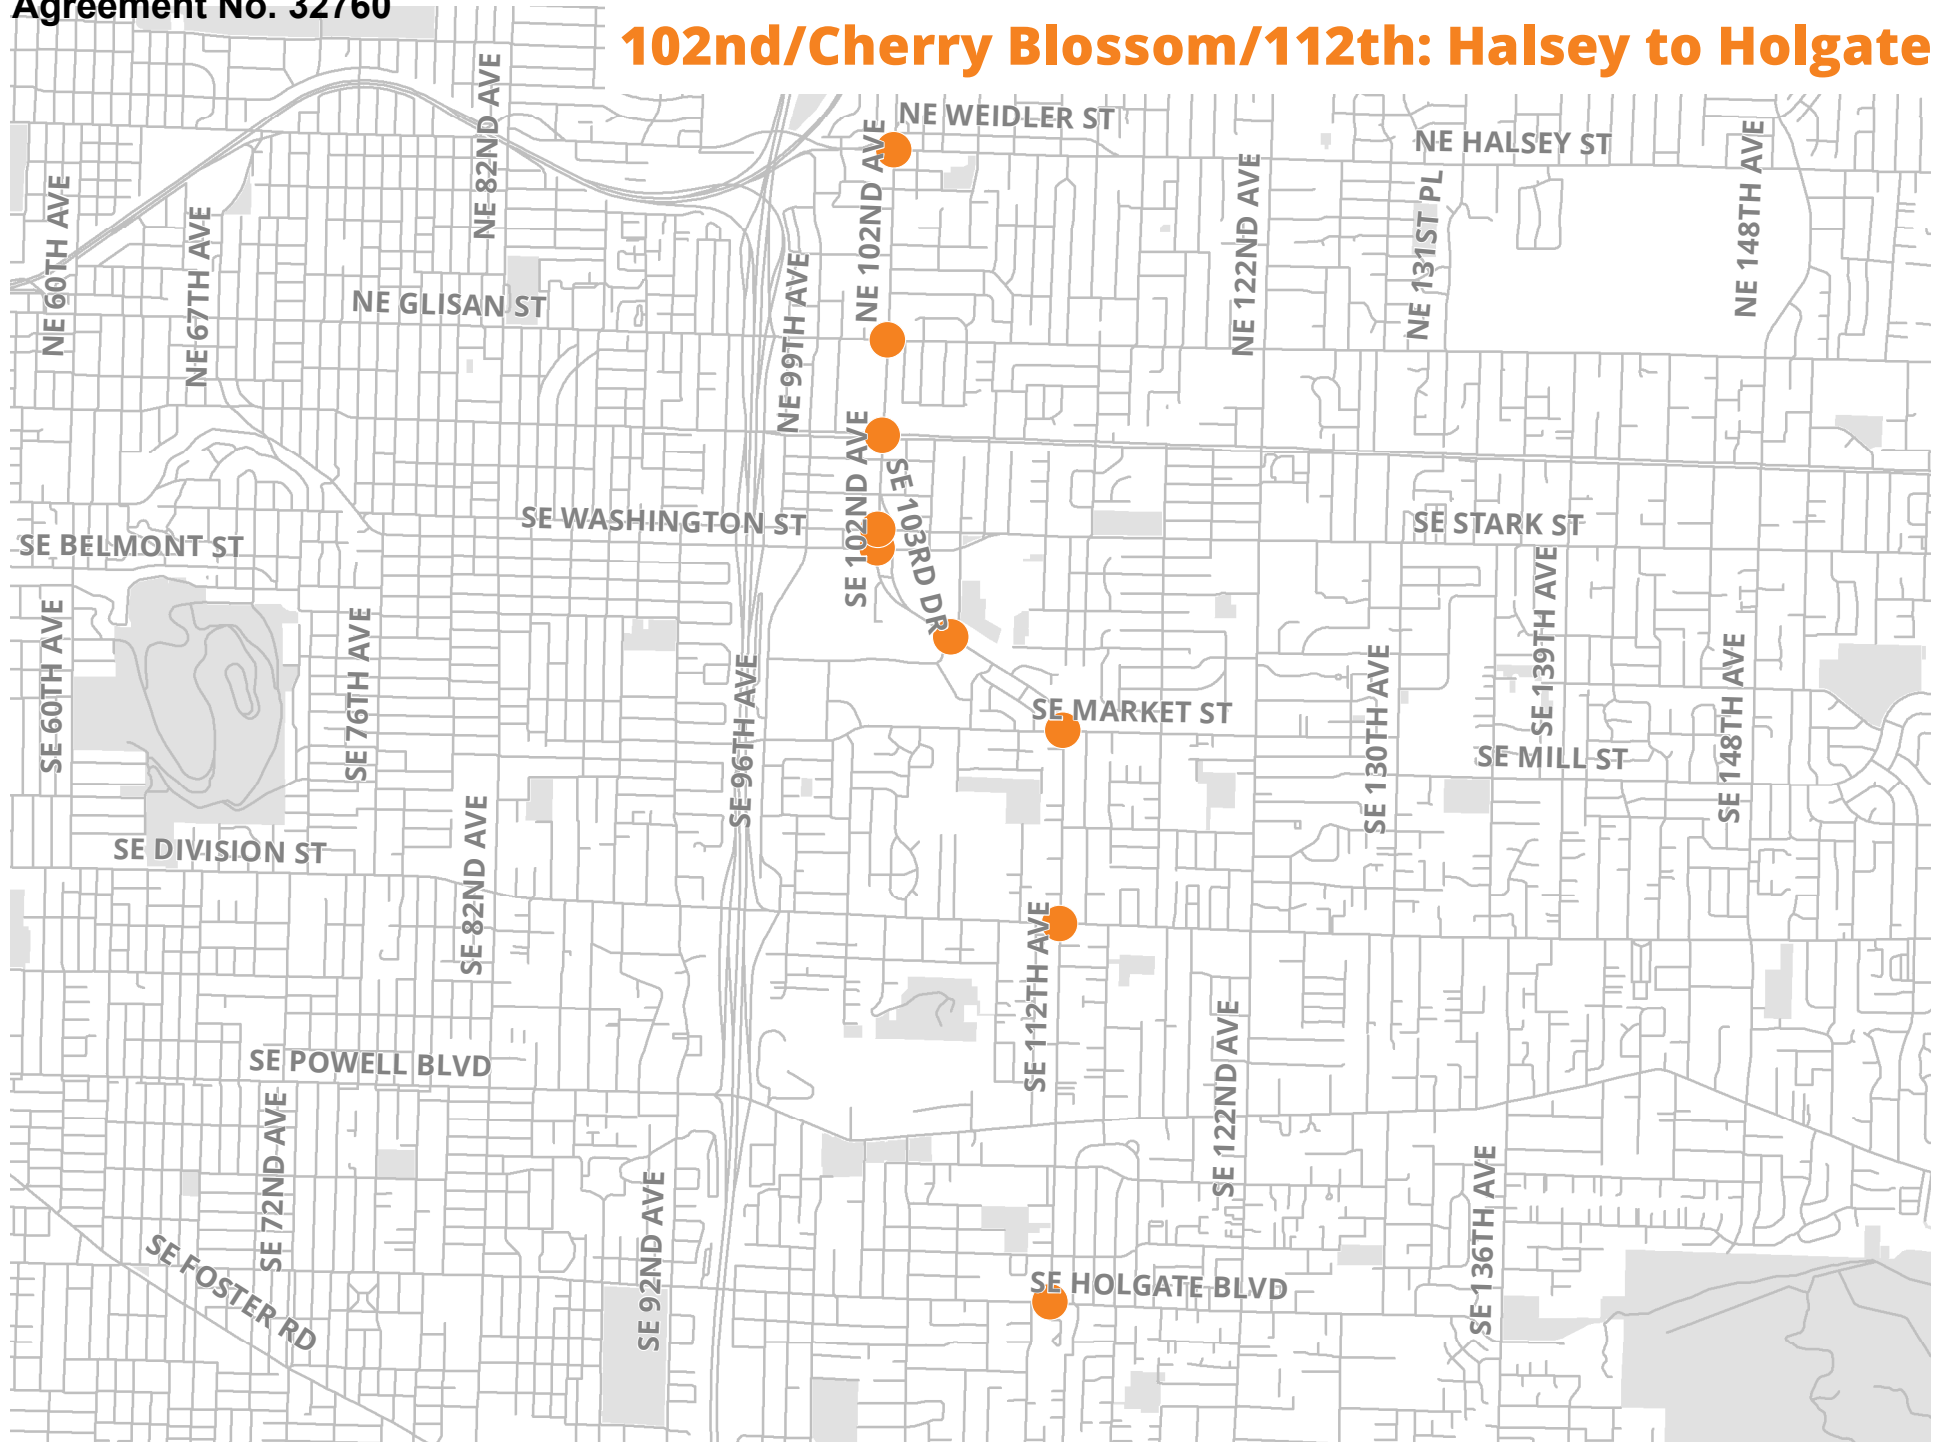 Agreement No. 32760
102nd/Cherry Blossom/112th: Halsey to Holgate
NE WEIDLER ST
NE HALSEY ST
NE 82ND AVE
NE 102ND AVE
NE 148TH AVE
NE 122ND AVE
NE 131ST PL
NE 60TH AVE
NE 67TH AVE
NE 99TH AVE
NE GLISAN ST
SE 102ND AVE
SE 103RD DR
SE WASHINGTON ST
SE STARK ST
SE BELMONT ST
SE 139TH AVE
SE 60TH AVE
SE 76TH AVE
SE 96TH AVE
SE 130TH AVE
SE 148TH AVE
SE MARKET ST
SE MILL ST
SE 82ND AVE
SE DIVISION ST
SE 112TH AVE
SE 122ND AVE
SE POWELL BLVD
SE 72ND AVE
SE 92ND AVE
SE 136TH AVE
SE FOSTER RD
SE HOLGATE BLVD